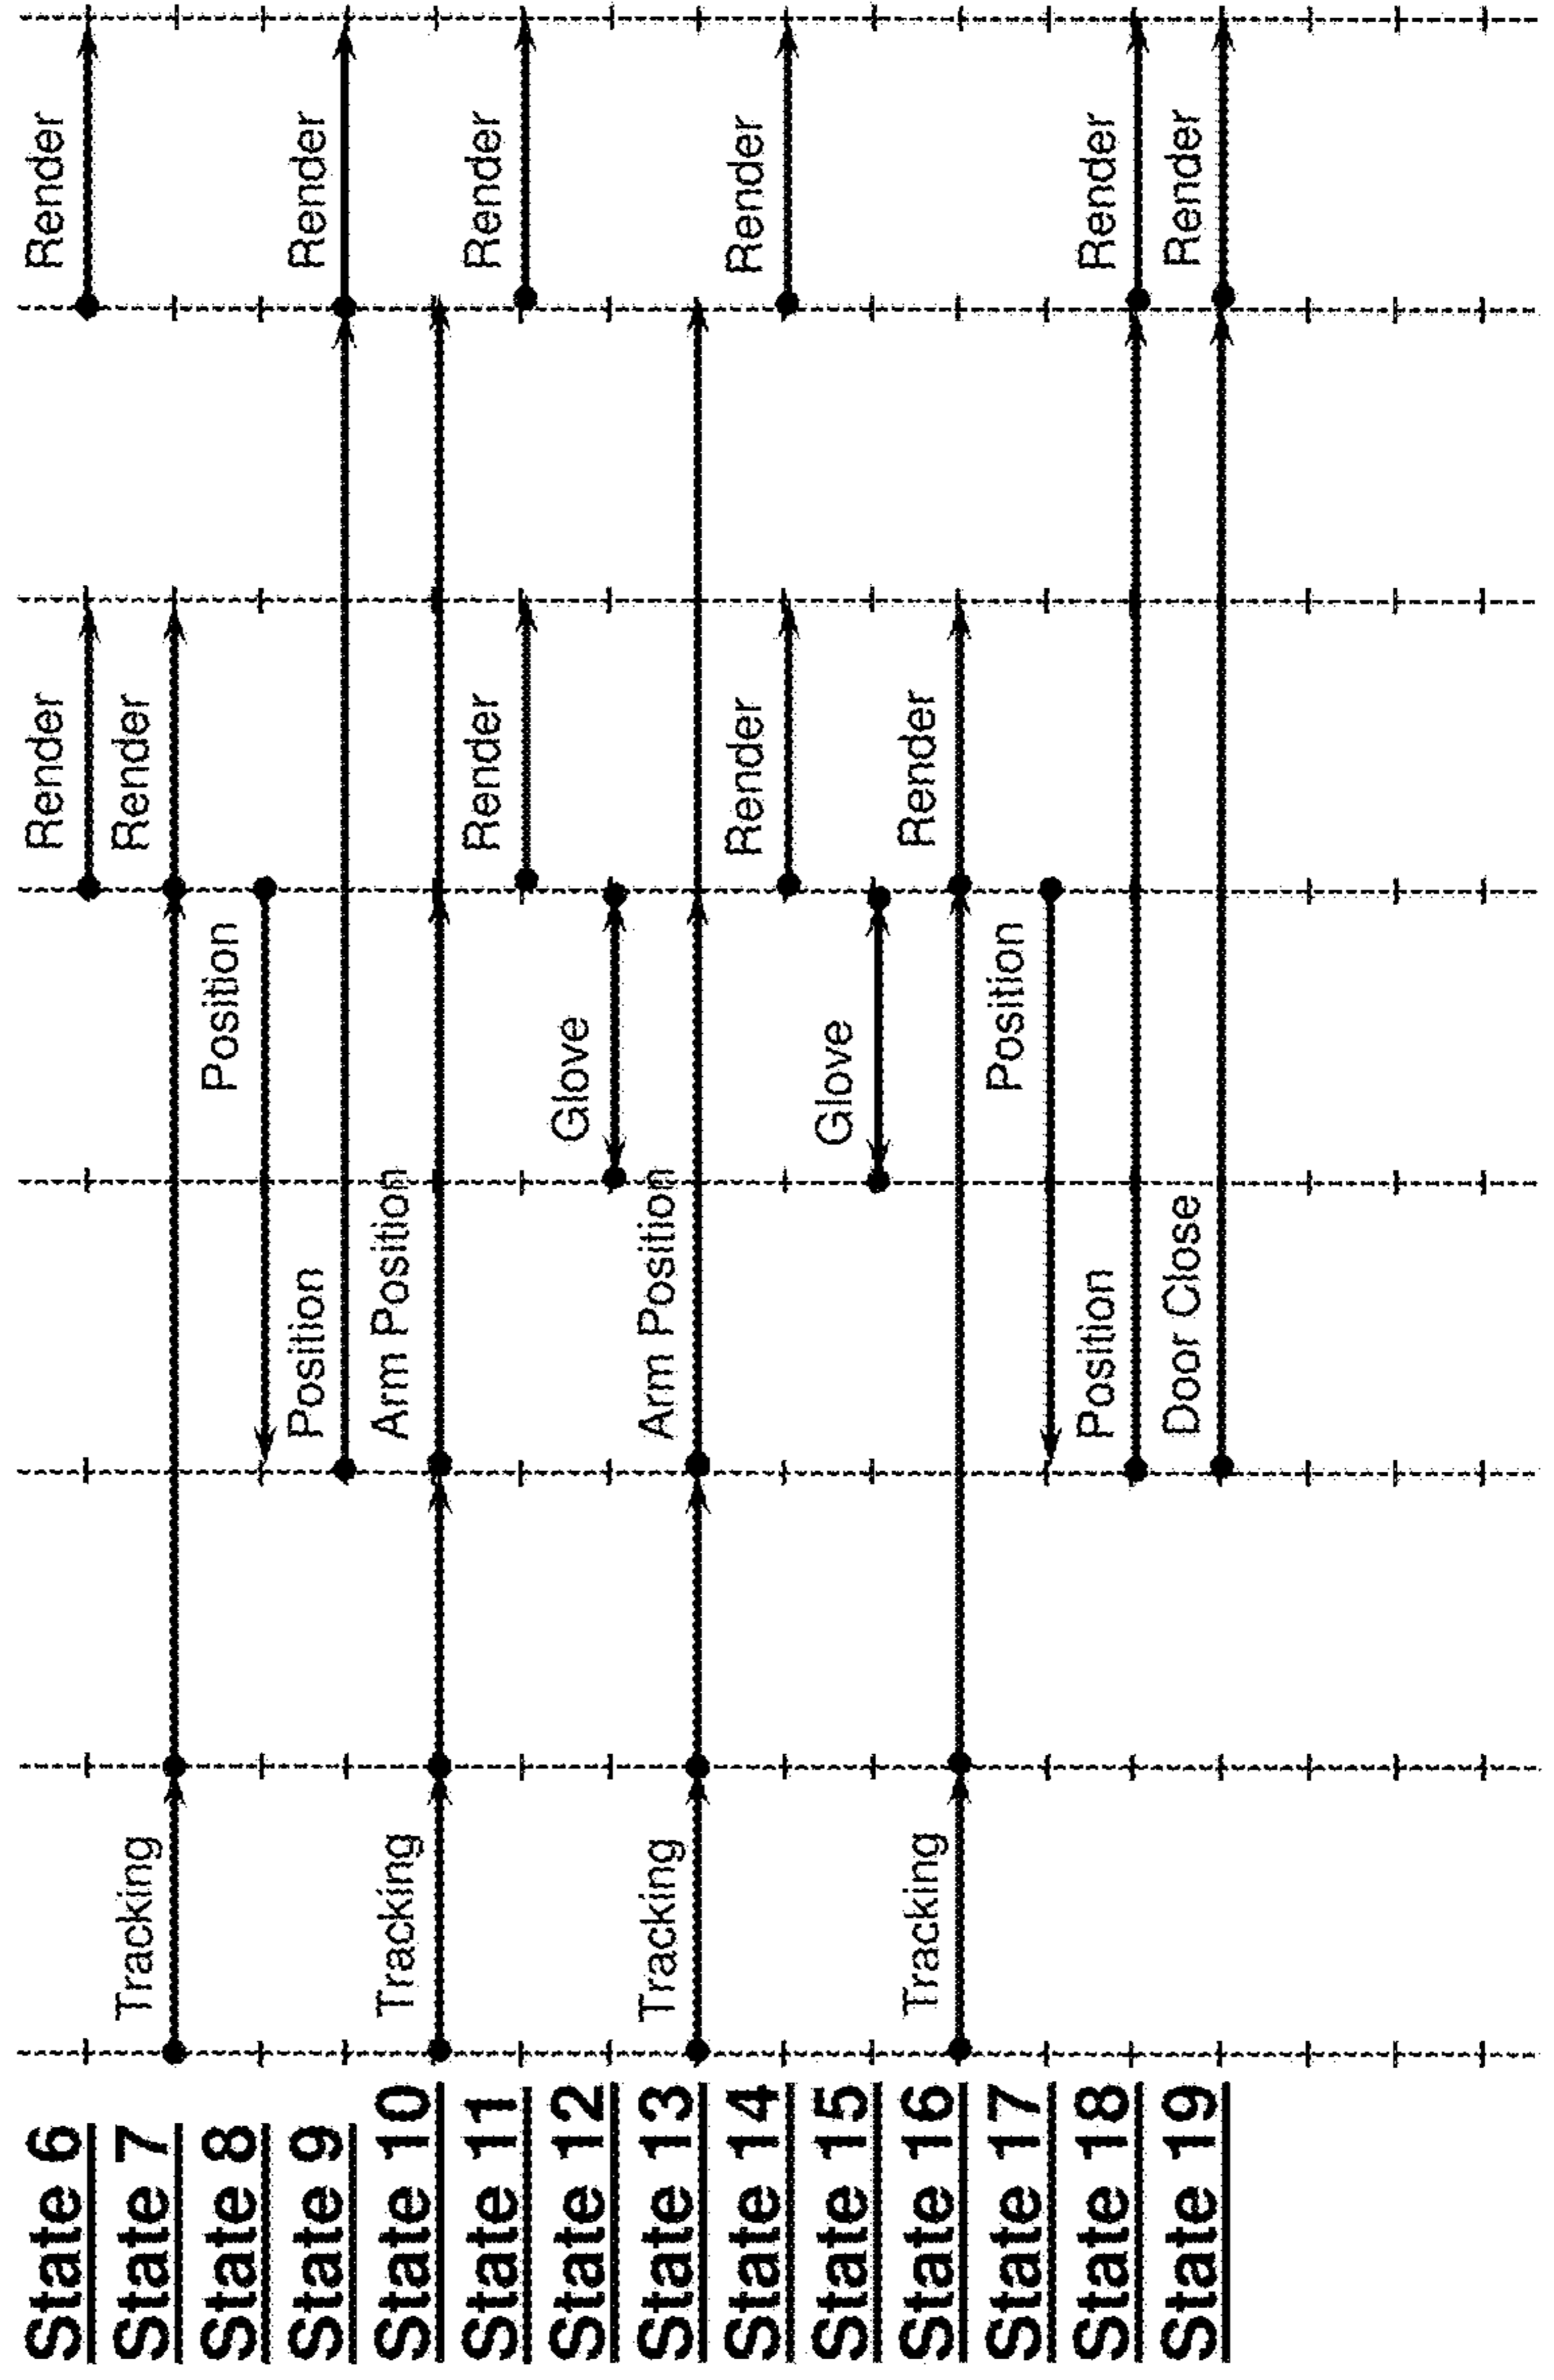 State 6
Render
Render
State 7
Tracking
Render
State 8
Position
State 9
Position
Render
State 10
Tracking
Arm Position
State 11
Render
Render
State 12
Glove
State 13
Tracking
Arm Position
State 14
Render
Render
State 15
Glove
State 16
Tracking
Render
State 17
Position
State 18
Position
Render
State 19
Door Close
Render